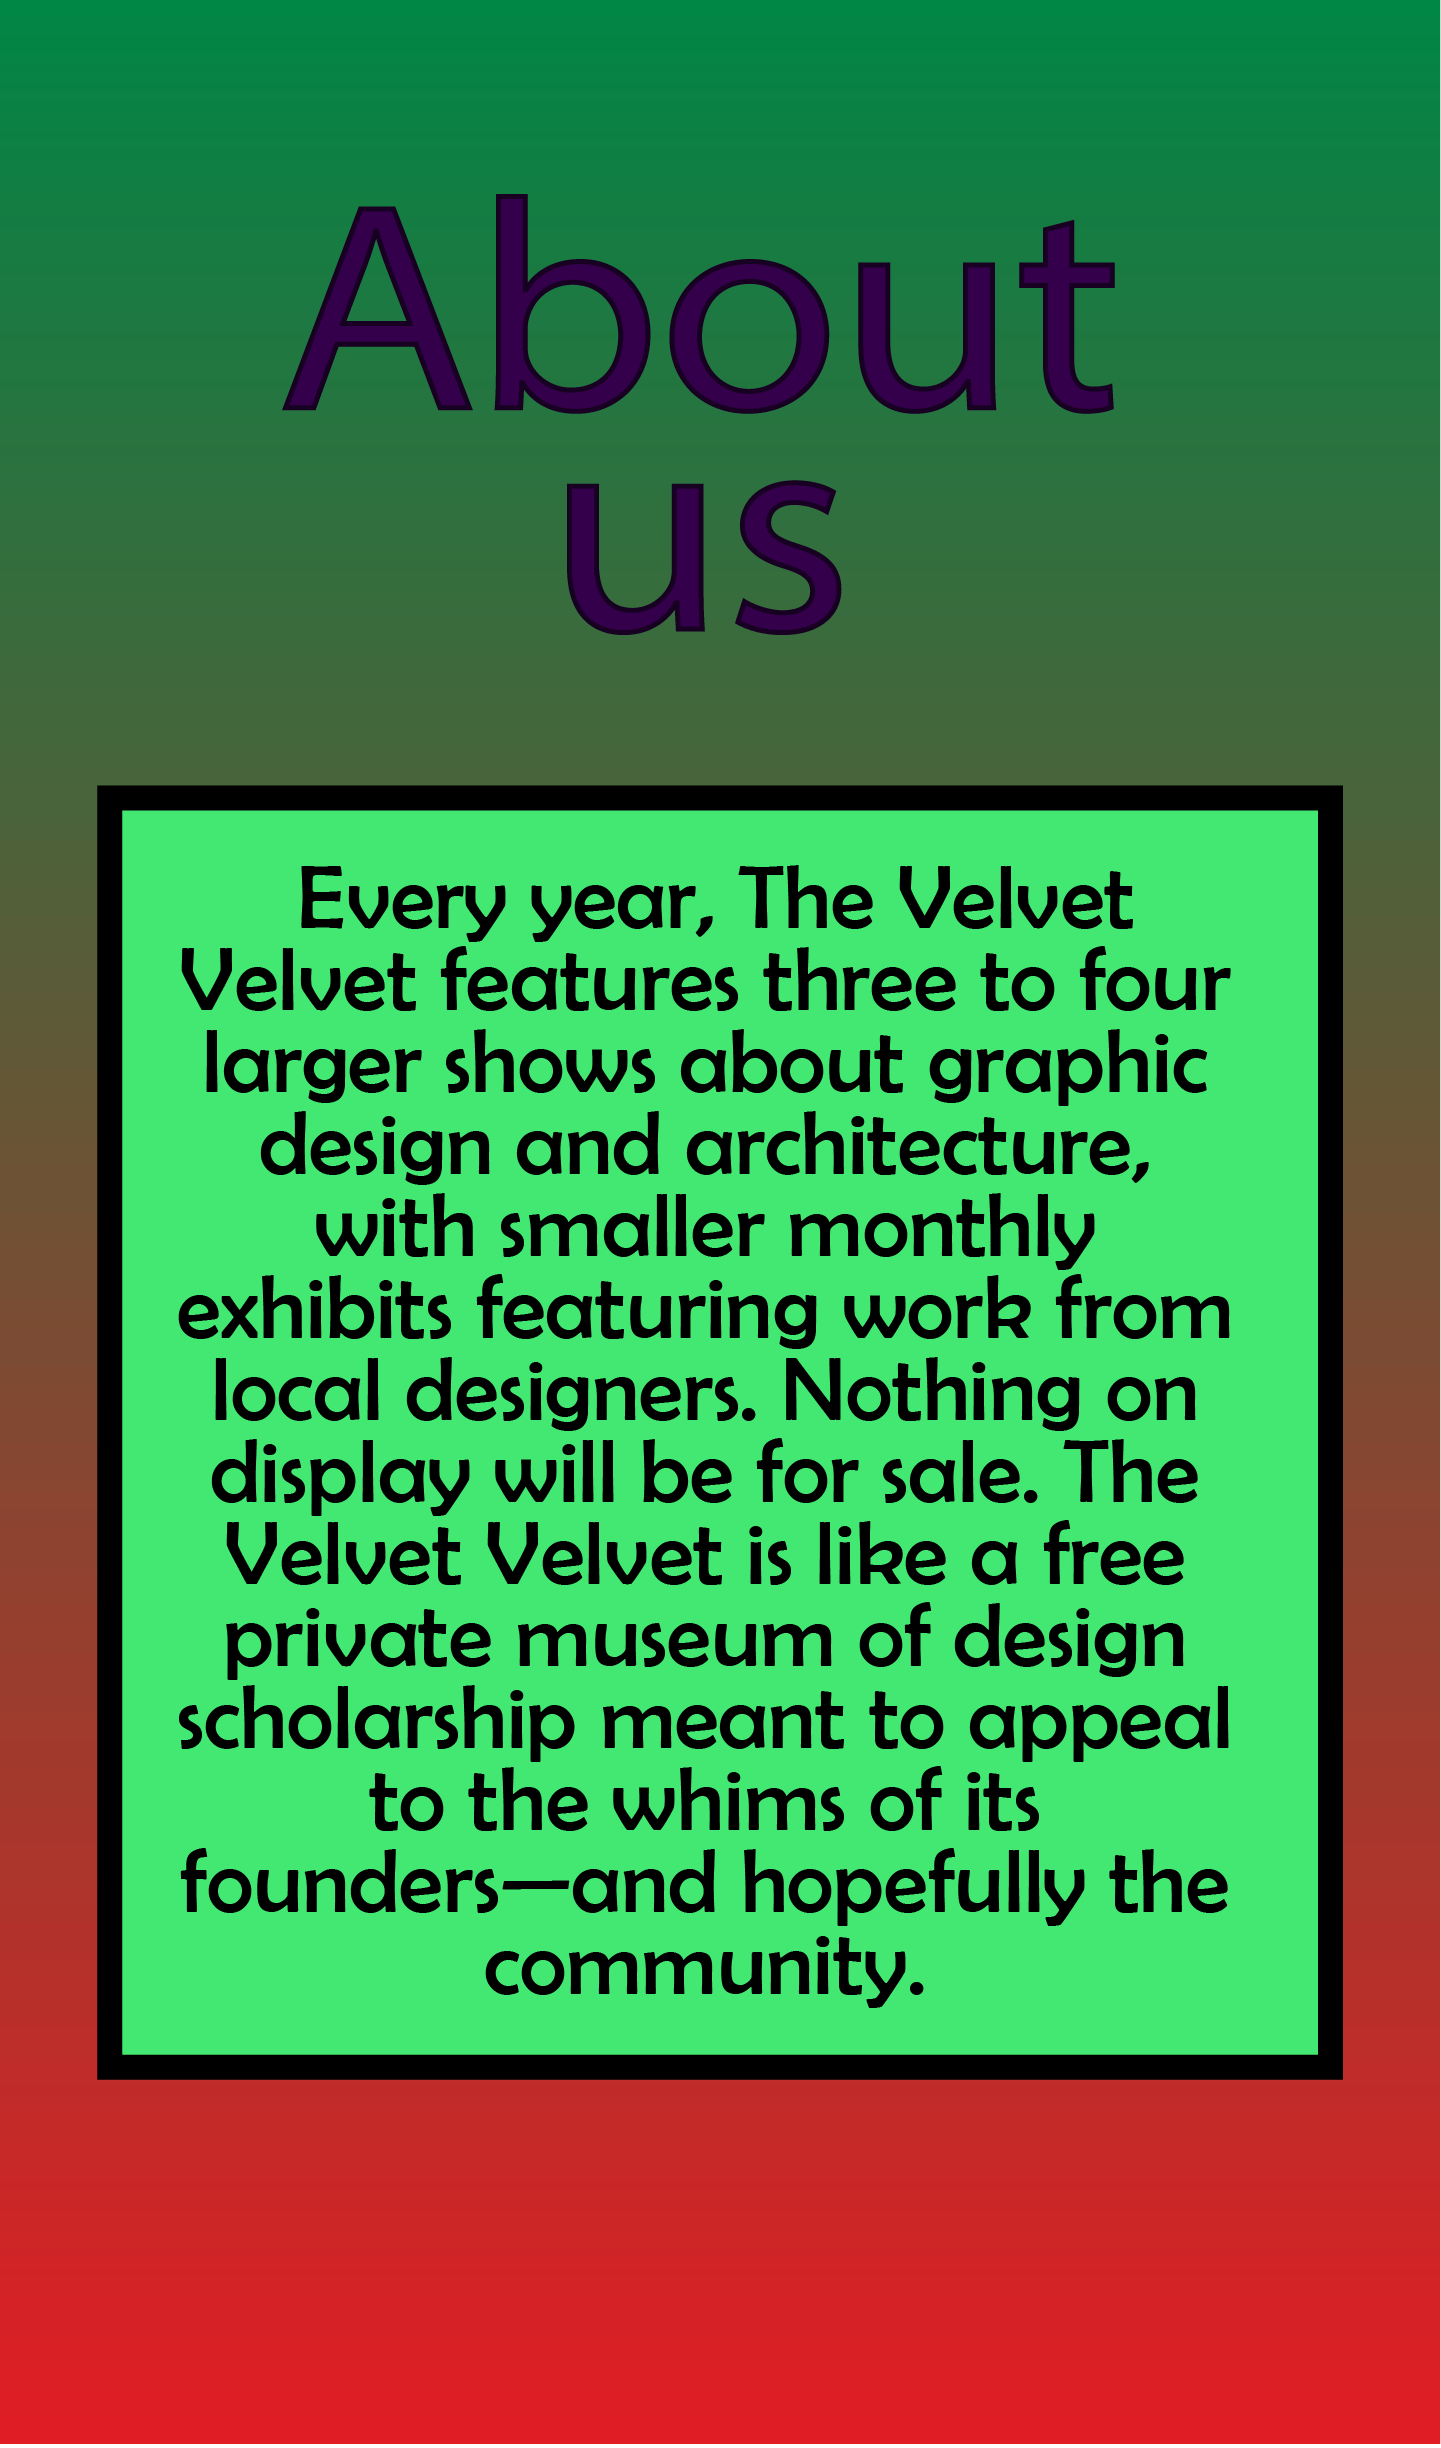 About
us
Every year, The Velvet
Velvet features three to four
larger shows about graphic
design and architecture,
with smaller monthly
exhibits featuring work from
local designers. Nothing on
display will be for sale. The
Velvet Velvet is like a free
private museum of design
scholarship meant to appeal
to the whims of its
founders—and hopefully the
community.